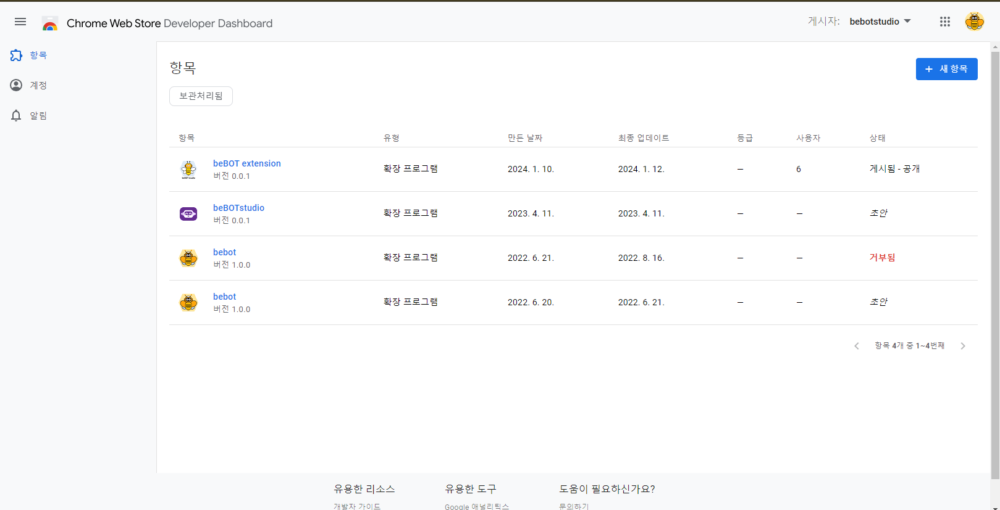 Chrome Web Store Developer Dashboard
게시자: bebotstudio
항목
계정
알림
항목
+ 새 항목
보관처리됨
항목 유형 만든 날짜 최종 업데이트 등급 사용자 상태
beBOT extension
버전 0.0.1
확장 프로그램 2024. 1. 10. 2024. 1. 12. — 6 게시됨 - 공개
beBOTstudio
버전 0.0.1
확장 프로그램 2023. 4. 11. 2023. 4. 11. — — 초안
bebot
버전 1.0.0
확장 프로그램 2022. 6. 21. 2022. 8. 16. — — 거부됨
bebot
버전 1.0.0
확장 프로그램 2022. 6. 20. 2022. 6. 21. — — 초안
항목 4개 중 1~4번째
유용한 리소스 유용한 도구 도움이 필요하신가요?
개발자 가이드 Google 애널리틱스 문의하기